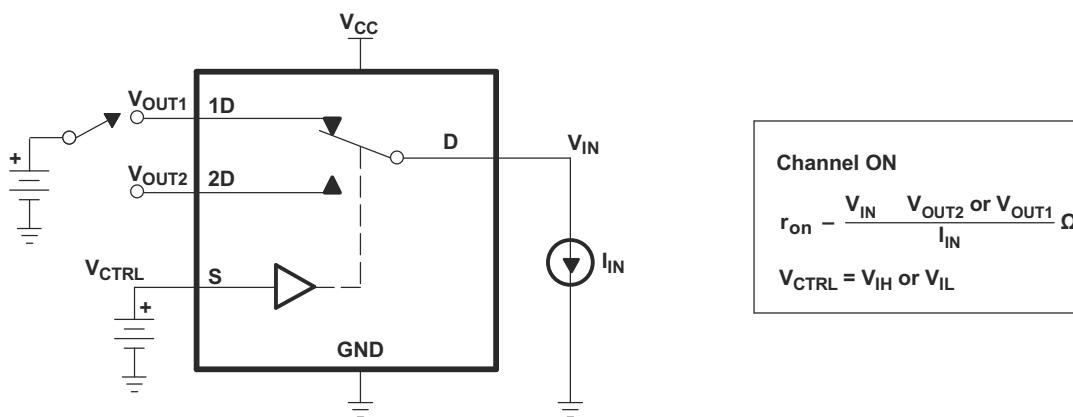 VCC
VOUT1 1D
+
D
VIN
VOUT2 2D
IIN
VCTRL S
+
GND
Channel ON
ron – VIN VOUT2 or VOUT1 / IIN Ω
VCTRL = VIH or VIL